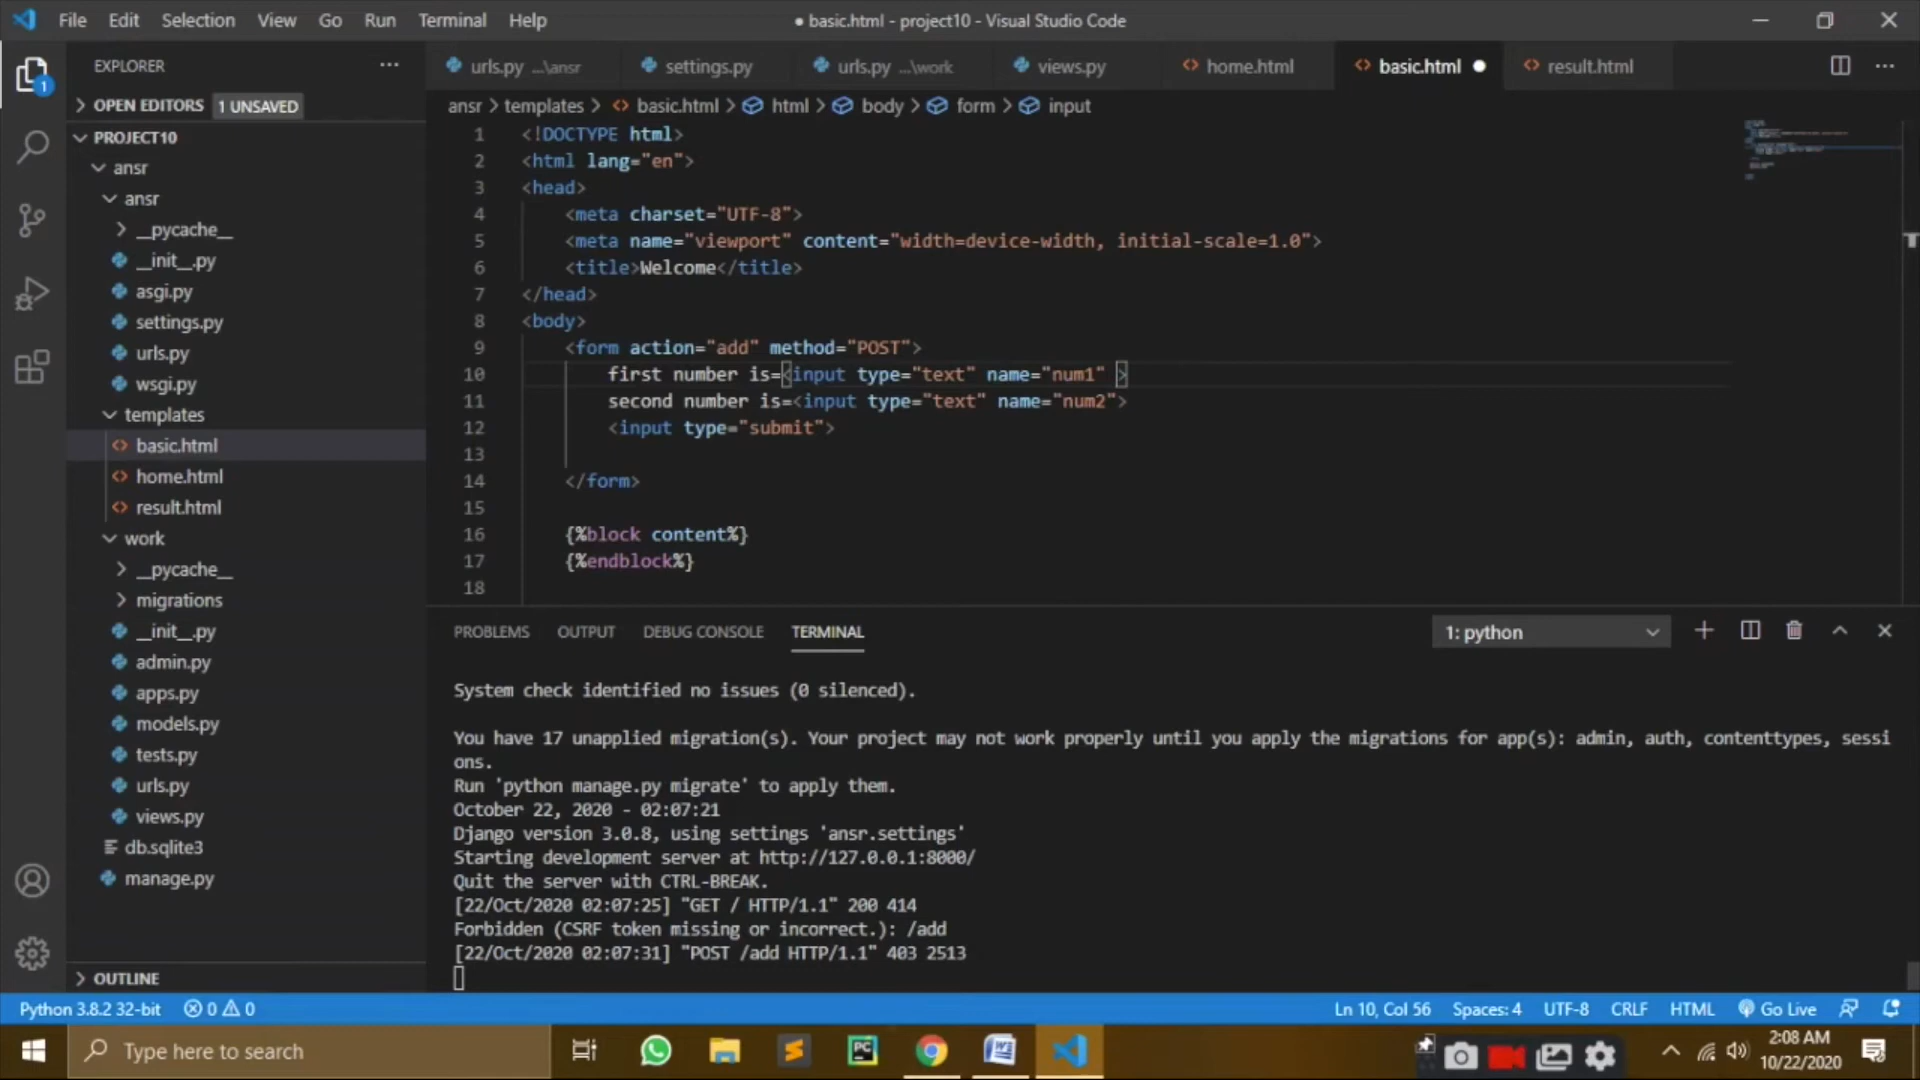 File Edit Selection View Go Run Terminal Help
● basic.html - project10 - Visual Studio Code
EXPLORER
OPEN EDITORS 1 UNSAVED
PROJECT10
ansr
ansr
__pycache__
__init__.py
asgi.py
settings.py
urls.py
wsgi.py
templates
basic.html
home.html
result.html
work
__pycache__
migrations
__init__.py
admin.py
apps.py
models.py
tests.py
urls.py
views.py
db.sqlite3
manage.py
OUTLINE
1
urls.py ...\ansr settings.py urls.py ...\work views.py home.html basic.html ● result.html
ansr > templates > basic.html > html > body > form > input
1 <!DOCTYPE html>
2 <html lang="en">
3 <head>
4 <meta charset="UTF-8">
5 <meta name="viewport" content="width=device-width, initial-scale=1.0">
6 <title>Welcome</title>
7 </head>
8 <body>
9 <form action="add" method="POST">
10 first number is=<input type="text" name="num1" >
11 second number is=<input type="text" name="num2">
12 <input type="submit">
13
14 </form>
15
16 {%block content%}
17 {%endblock%}
18
PROBLEMS OUTPUT DEBUG CONSOLE TERMINAL 1: python
System check identified no issues (0 silenced).
You have 17 unapplied migration(s). Your project may not work properly until you apply the migrations for app(s): admin, auth, contenttypes, sessi
ons.
Run 'python manage.py migrate' to apply them.
October 22, 2020 - 02:07:21
Django version 3.0.8, using settings 'ansr.settings'
Starting development server at http://127.0.0.1:8000/
Quit the server with CTRL-BREAK.
[22/Oct/2020 02:07:25] "GET / HTTP/1.1" 200 414
Forbidden (CSRF token missing or incorrect.): /add
[22/Oct/2020 02:07:31] "POST /add HTTP/1.1" 403 2513
Python 3.8.2 32-bit 0 0 Ln 10, Col 56 Spaces: 4 UTF-8 CRLF HTML Go Live
Type here to search
PC
W
2:08 AM
10/22/2020